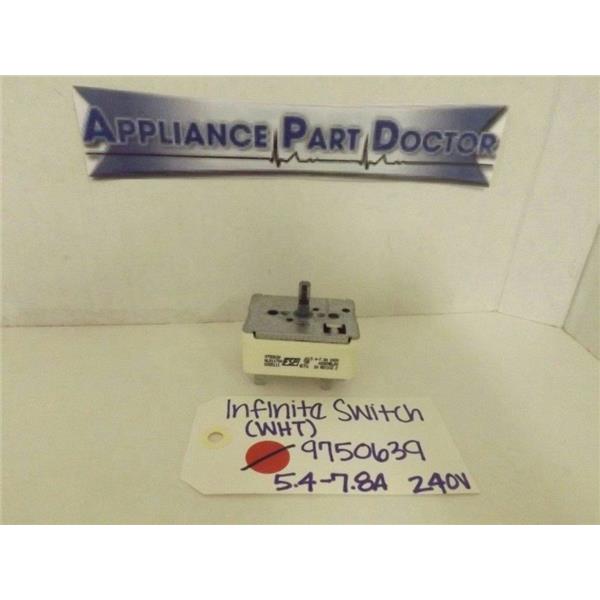 APPLIANCE PART DOCTOR
Infinite Switch
(WHT)
9750639
5.4-7.8A 240V